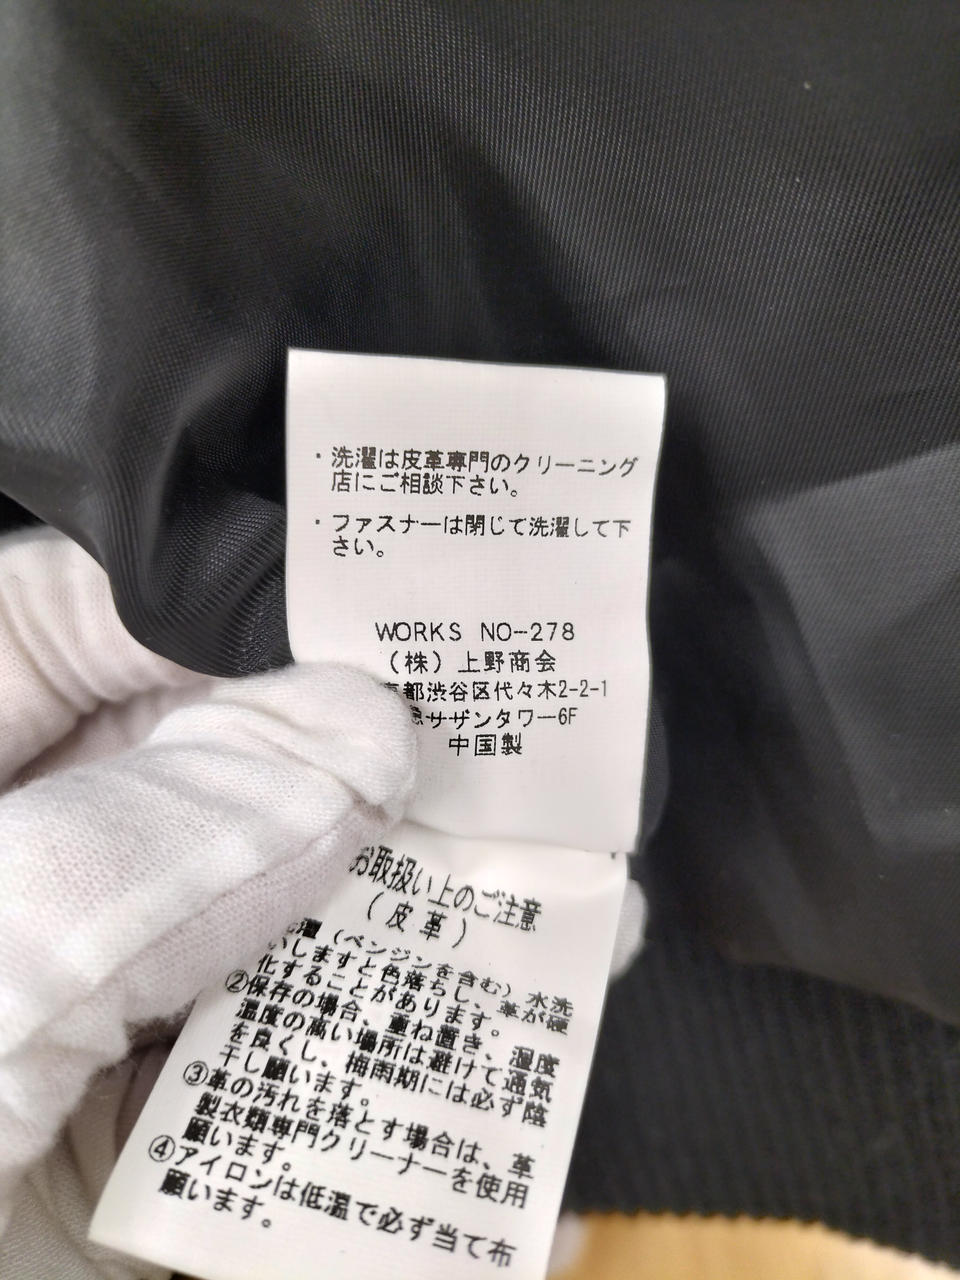 ・洗濯は皮革専門のクリーニング
店にご相談下さい。
・ファスナーは閉じて洗濯して下
さい。
WORKS NO-278
(株) 上野商会
都渋谷区代々木2-2-1
急サザンタワー6F
中国製
お取扱い上のご注意
(皮革)
濯 (ベンジンを含む) 水洗
いしますと色落ちし、革が硬
化することがあります。
②保存の場合、重ね置き、湿度
温度の高い場所は避けて通気
を良くし、梅雨期には必ず陰
干し願います。
③革の汚れを落とす場合は、革
製衣類専門クリーナーを使用
願います。
④アイロンは低温で必ず当て布
願います。